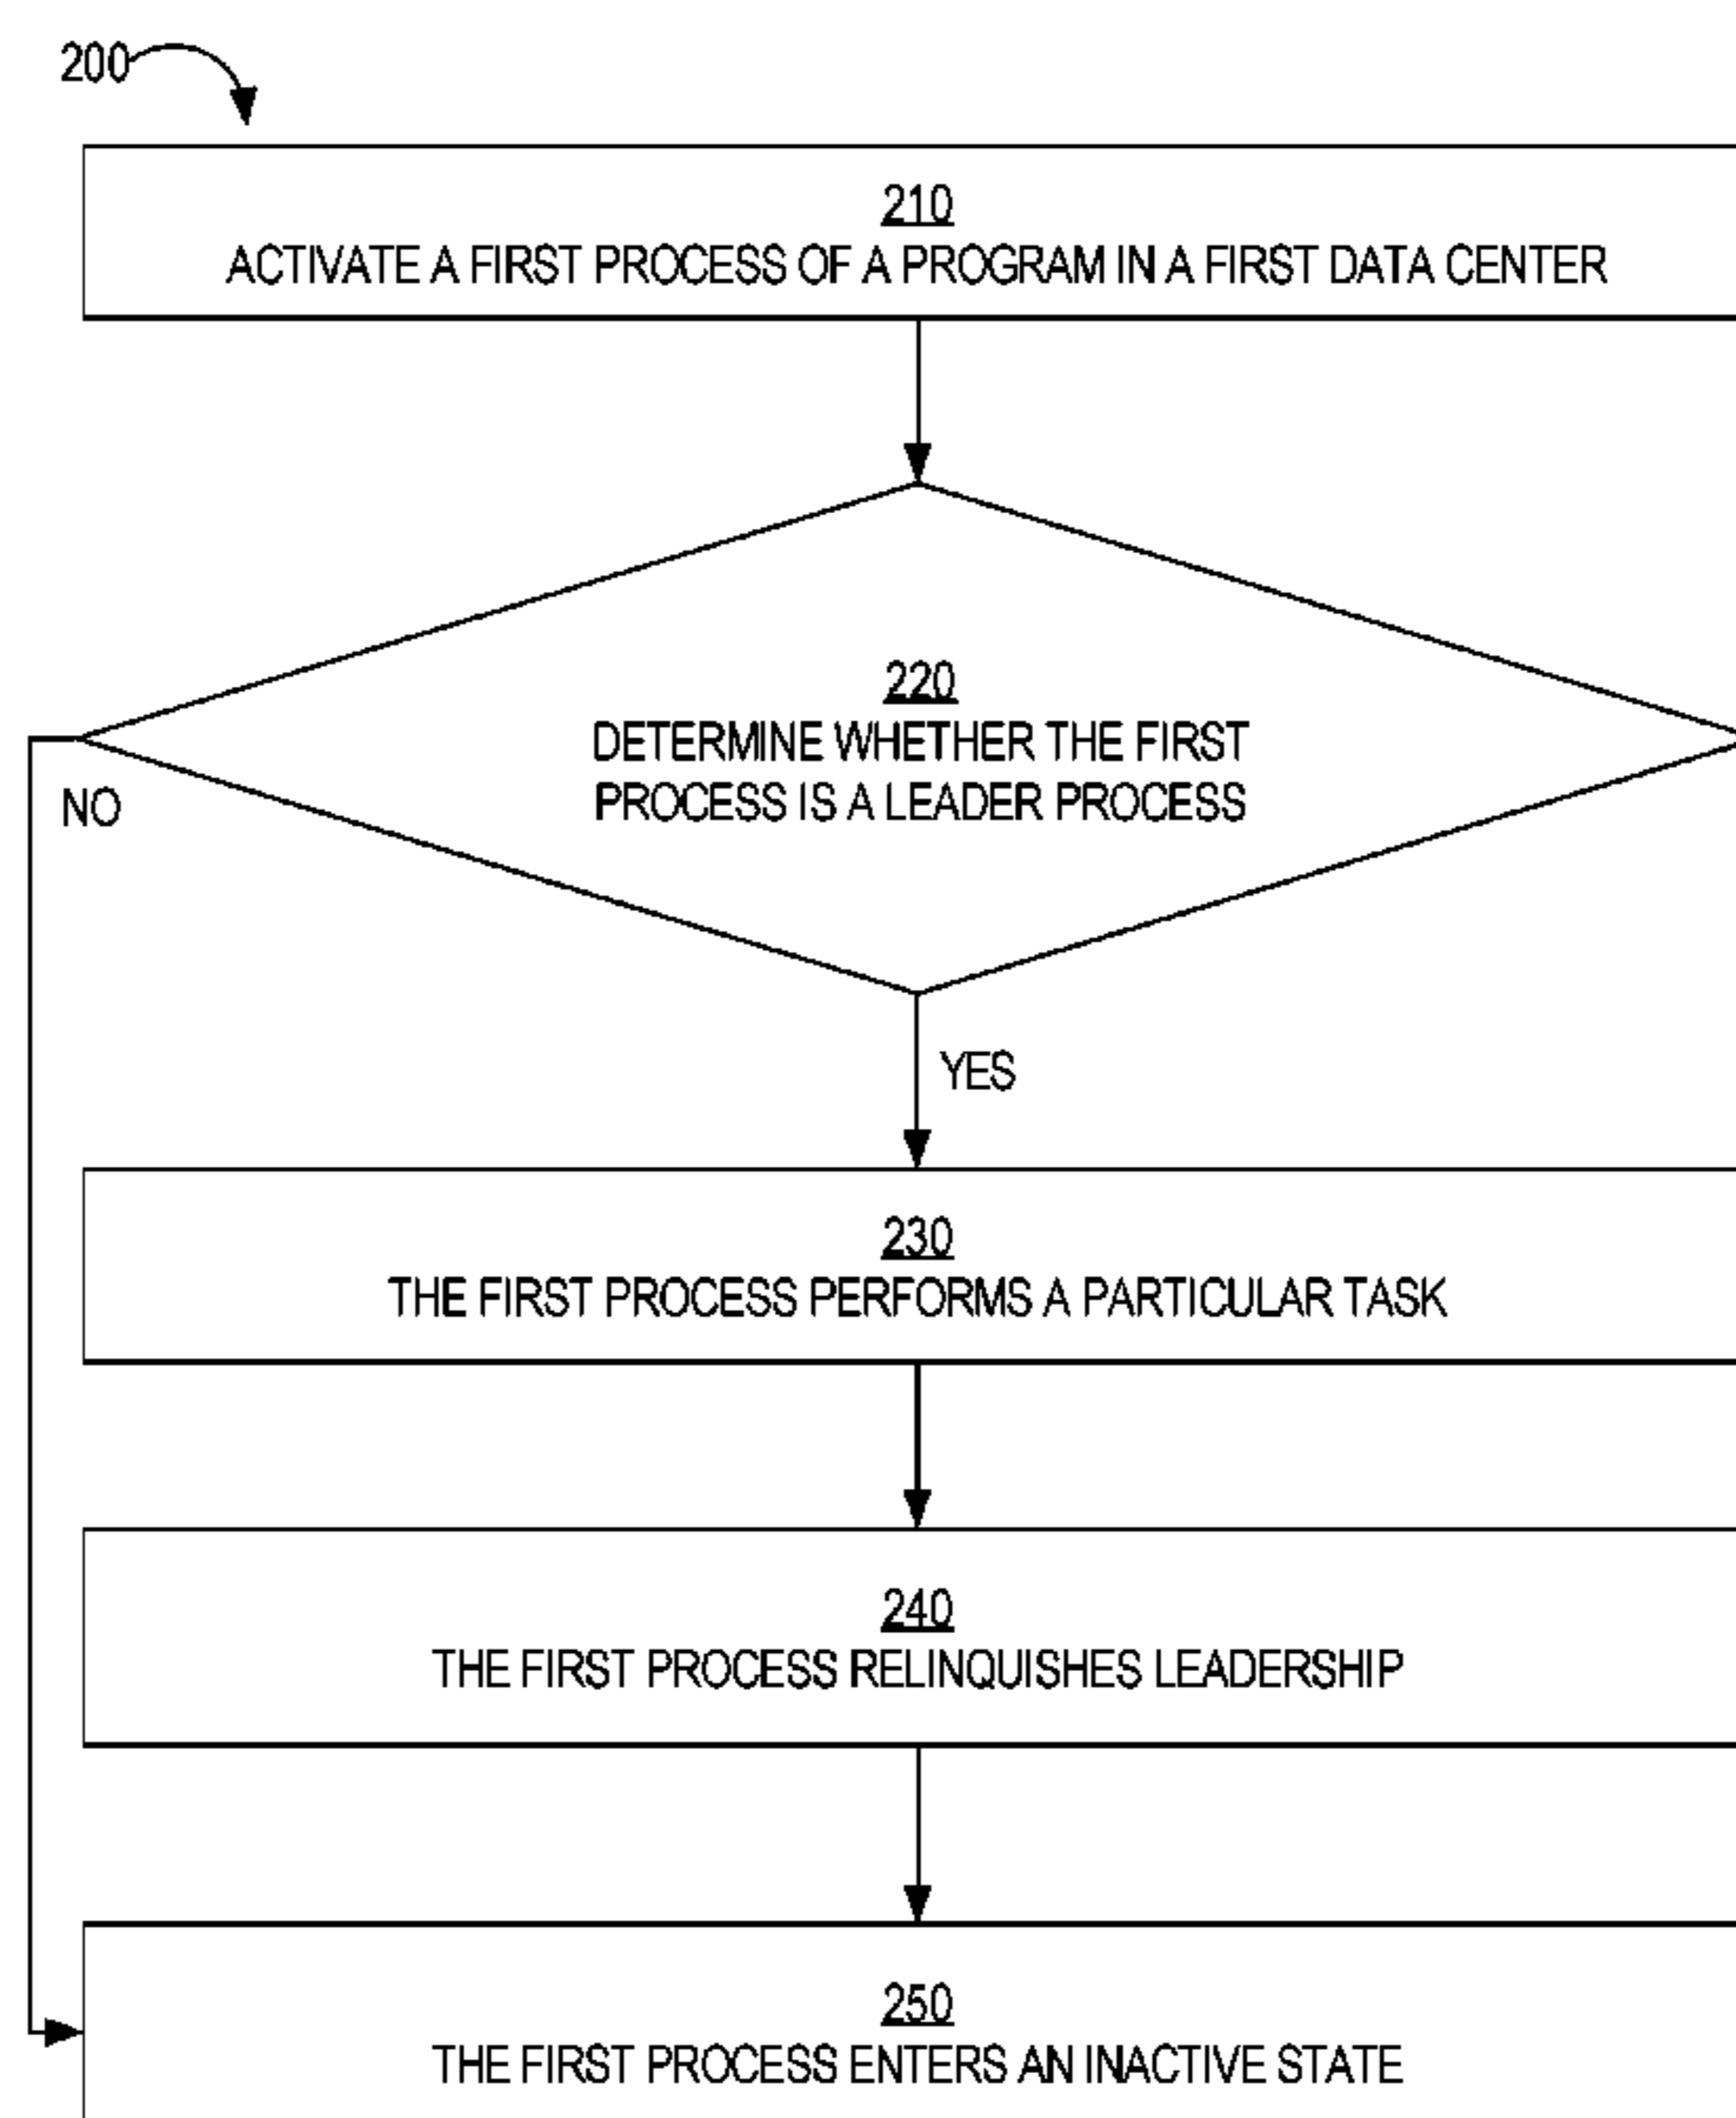 200
210
ACTIVATE A FIRST PROCESS OF A PROGRAM IN A FIRST DATA CENTER
220
DETERMINE WHETHER THE FIRST
PROCESS IS A LEADER PROCESS
NO
YES
230
THE FIRST PROCESS PERFORMS A PARTICULAR TASK
240
THE FIRST PROCESS RELINQUISHES LEADERSHIP
250
THE FIRST PROCESS ENTERS AN INACTIVE STATE